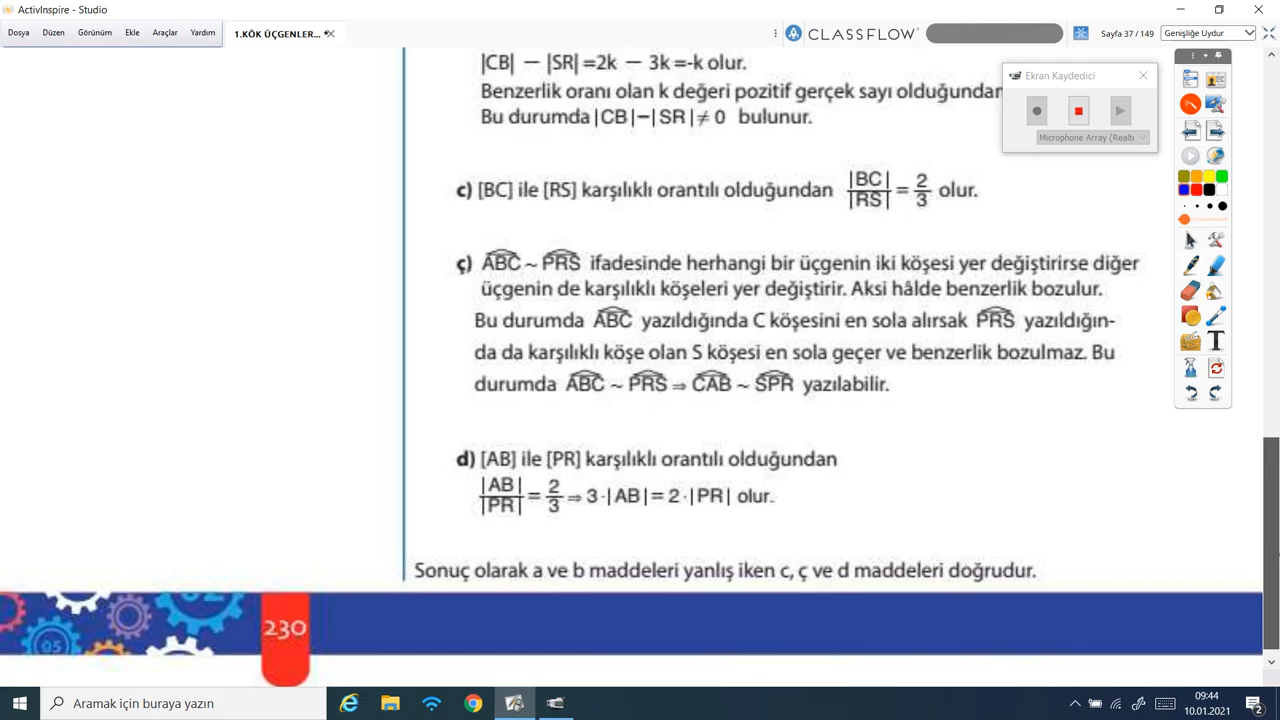 ActivInspire - Studio
Dosya Düzen Görünüm Ekle Araçlar Yardım
1.KÖK ÜÇGENLER...
CLASSFLOW
Sayfa 37 / 149
Genişliğe Uydur
|CB| − |SR| =2k − 3k =-k olur.
Benzerlik oranı olan k değeri pozitif gerçek sayı olduğundan
Bu durumda |CB|−|SR| ≠ 0 bulunur.
Ekran Kaydedici
Microphone Array (Realt
c) [BC] ile [RS] karşılıklı orantılı olduğundan |BC|/|RS| = 2/3 olur.
ç) ABC ~ PRS ifadesinde herhangi bir üçgenin iki köşesi yer değiştirirse diğer
üçgenin de karşılıklı köşeleri yer değiştirir. Aksi hâlde benzerlik bozulur.
Bu durumda ABC yazıldığında C köşesini en sola alırsak PRS yazıldığın-
da da karşılıklı köşe olan S köşesi en sola geçer ve benzerlik bozulmaz. Bu
durumda ABC ~ PRS ⇒ CAB ~ SPR yazılabilir.
d) [AB] ile [PR] karşılıklı orantılı olduğundan
|AB|/|PR| = 2/3 ⇒ 3·|AB| = 2·|PR| olur.
Sonuç olarak a ve b maddeleri yanlış iken c, ç ve d maddeleri doğrudur.
05
230
Aramak için buraya yazın
09:44
10.01.2021
2